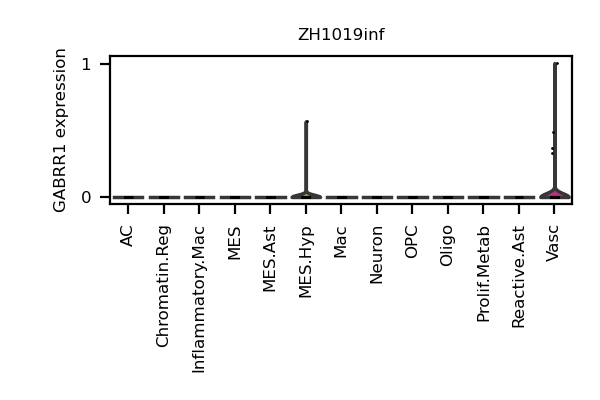 ZH1019inf
GABRR1 expression
1
0
AC
Chromatin.Reg
Inflammatory.Mac
MES
MES.Ast
MES.Hyp
Mac
Neuron
OPC
Oligo
Prolif.Metab
Reactive.Ast
Vasc